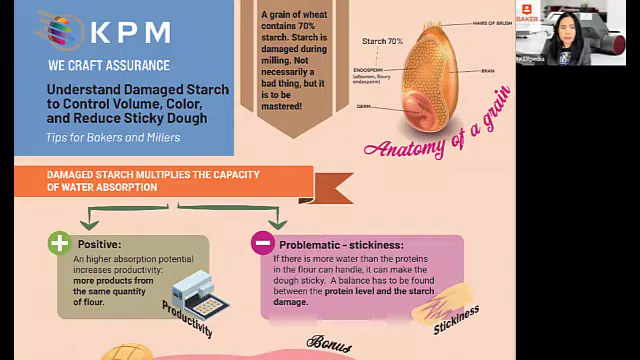 KPM
WE CRAFT ASSURANCE
Understand Damaged Starch
to Control Volume, Color,
and Reduce Sticky Dough
Tips for Bakers and Millers
A grain of wheat
contains 70%
starch. Starch is
damaged during
milling. Not
necessarily a
bad thing, but it
is to be
mastered!
HAIRS OF BRUSH
Starch 70%
ENDOSPERM
(albumen, floury
endosperm)
BRAN
GERM
Anatomy of a grain
BAKER
DAMAGED STARCH MULTIPLIES THE CAPACITY
OF WATER ABSORPTION
Positive:
An higher absorption potential
increases productivity:
more products from
the same quantity
of flour.
Productivity
Problematic - stickiness:
If there is more water than the proteins
in the flour can handle, it can make the
dough sticky. A balance has to be found
between the protein level and the starch
damage.
Stickiness
Bonus